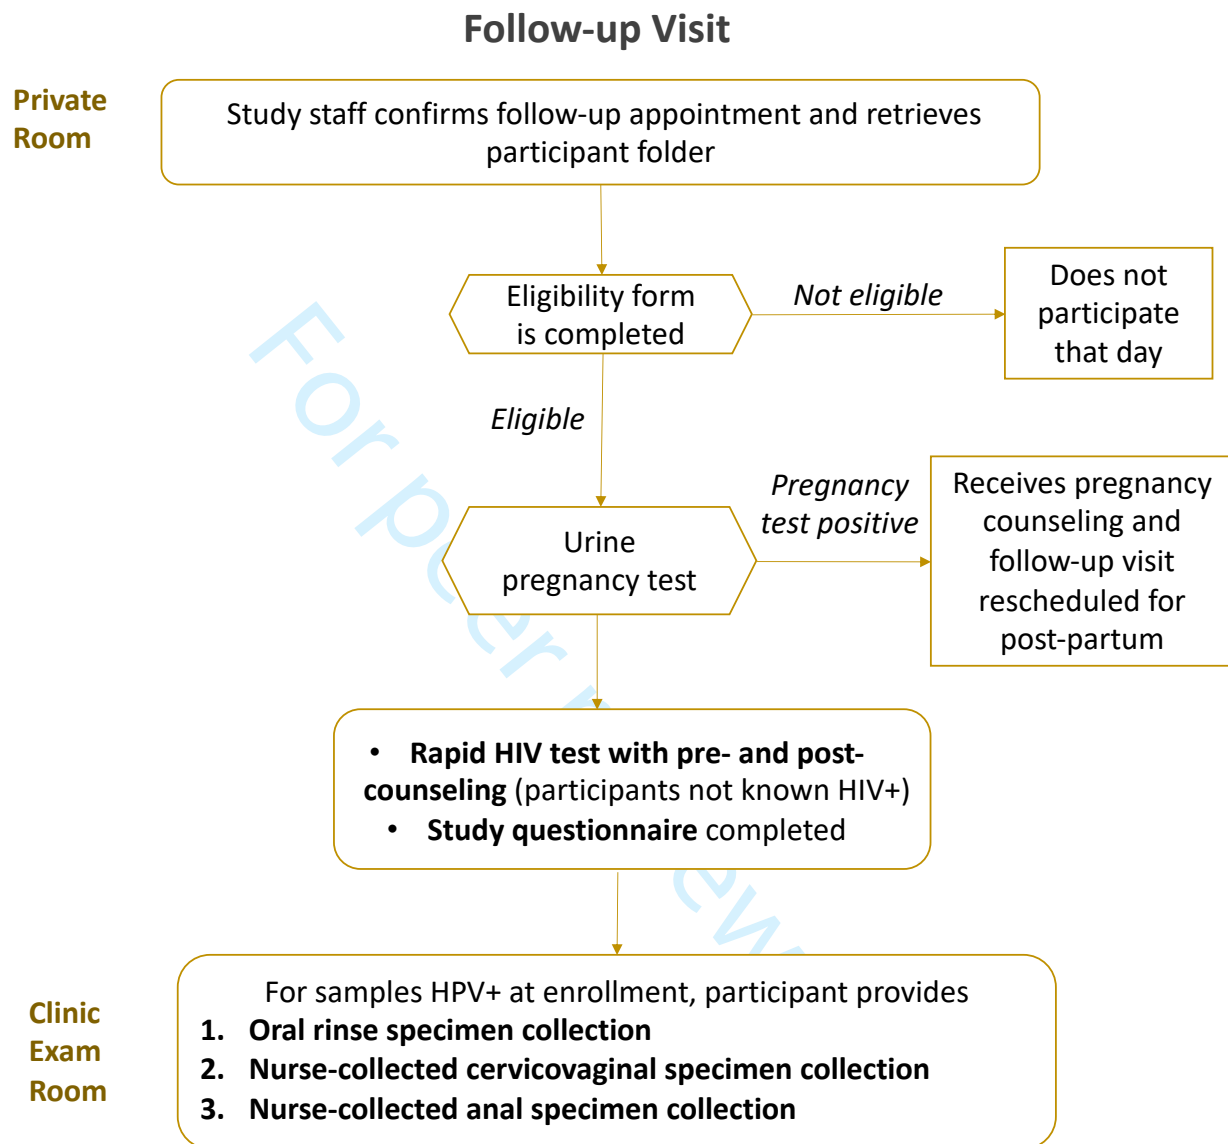 Follow-up Visit
Private
Room
Study staff confirms follow-up appointment and retrieves
participant folder
Eligibility form
is completed
Not eligible
Does not
participate
that day
Eligible
Urine
pregnancy test
Pregnancy
test positive
Receives pregnancy
counseling and
follow-up visit
rescheduled for
post-partum
• Rapid HIV test with pre- and post-
counseling (participants not known HIV+)
• Study questionnaire completed
Clinic
Exam
Room
For samples HPV+ at enrollment, participant provides
1. Oral rinse specimen collection
2. Nurse-collected cervicovaginal specimen collection
3. Nurse-collected anal specimen collection
For peer